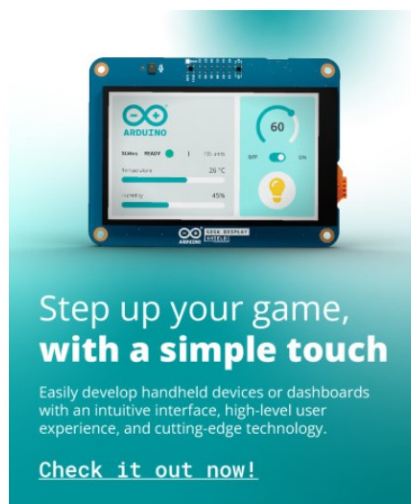 ARDUINO
Status READY
60
Temperature 26 °C
OFF ON
Humidity 45%
ARDUINO GIGA DISPLAY
SHIELD
Step up your game,
with a simple touch
Easily develop handheld devices or dashboards
with an intuitive interface, high-level user
experience, and cutting-edge technology.
Check it out now!